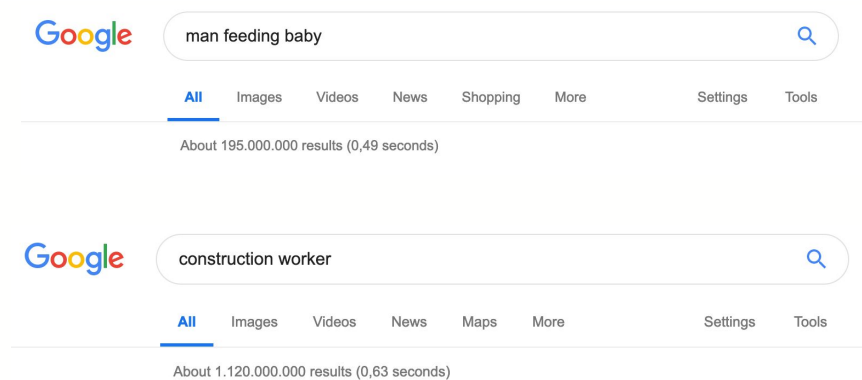 Google man feeding baby
All Images Videos News Shopping More Settings Tools
About 195.000.000 results (0,49 seconds)
Google construction worker
All Images Videos News Maps More Settings Tools
About 1.120.000.000 results (0,63 seconds)